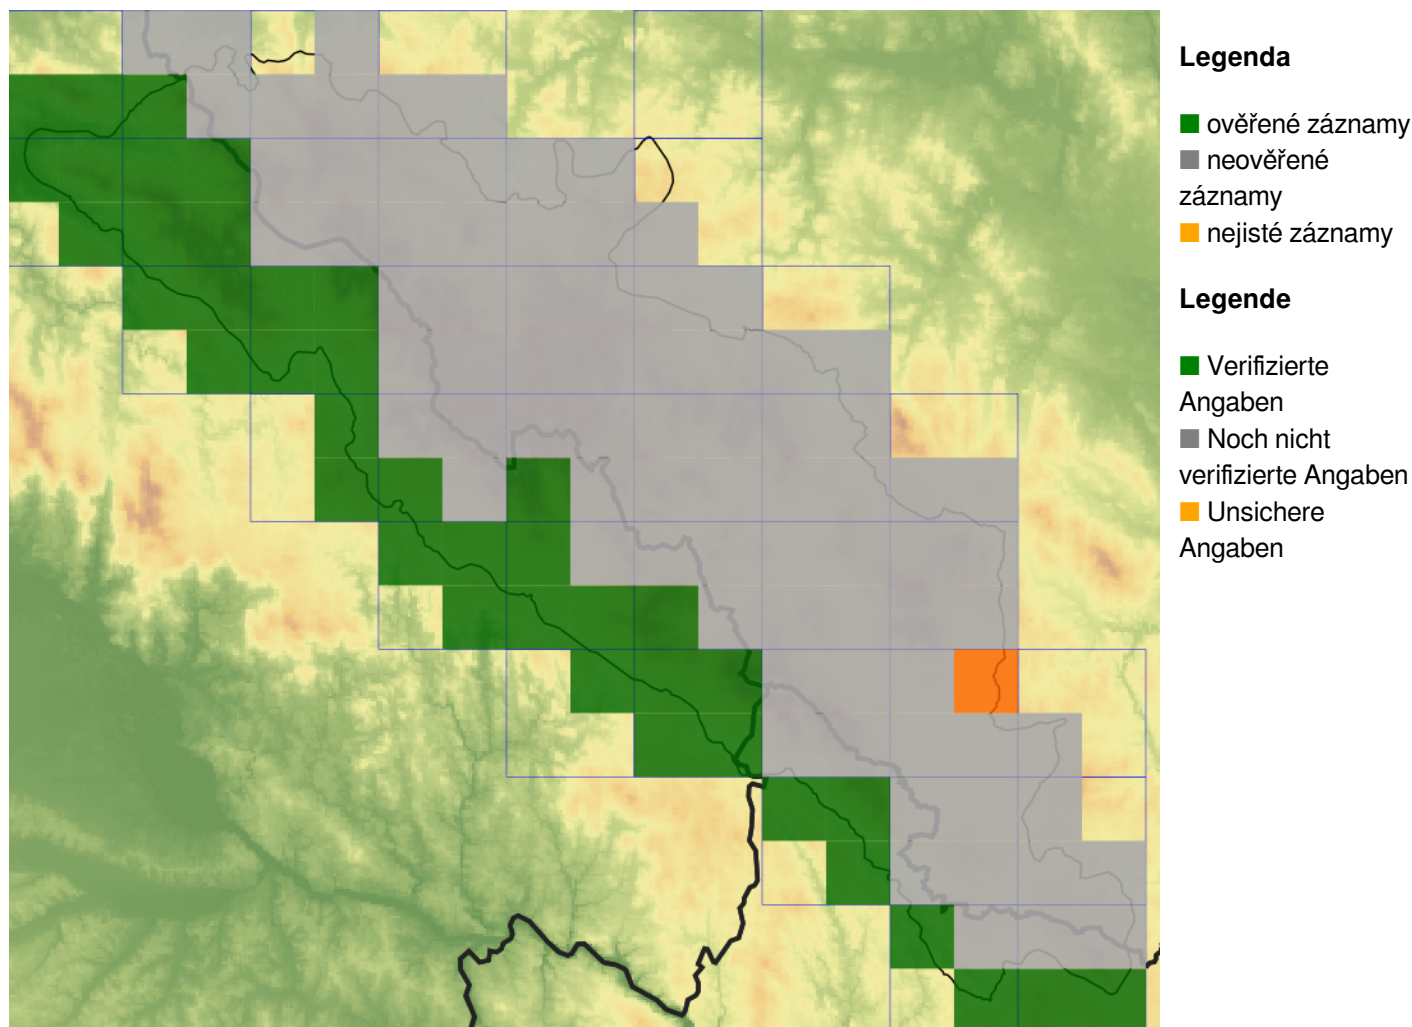 Legenda
ověřené záznamy
neověřené
záznamy
nejisté záznamy
Legende
Verifizierte
Angaben
Noch nicht
verifizierte Angaben
Unsichere
Angaben